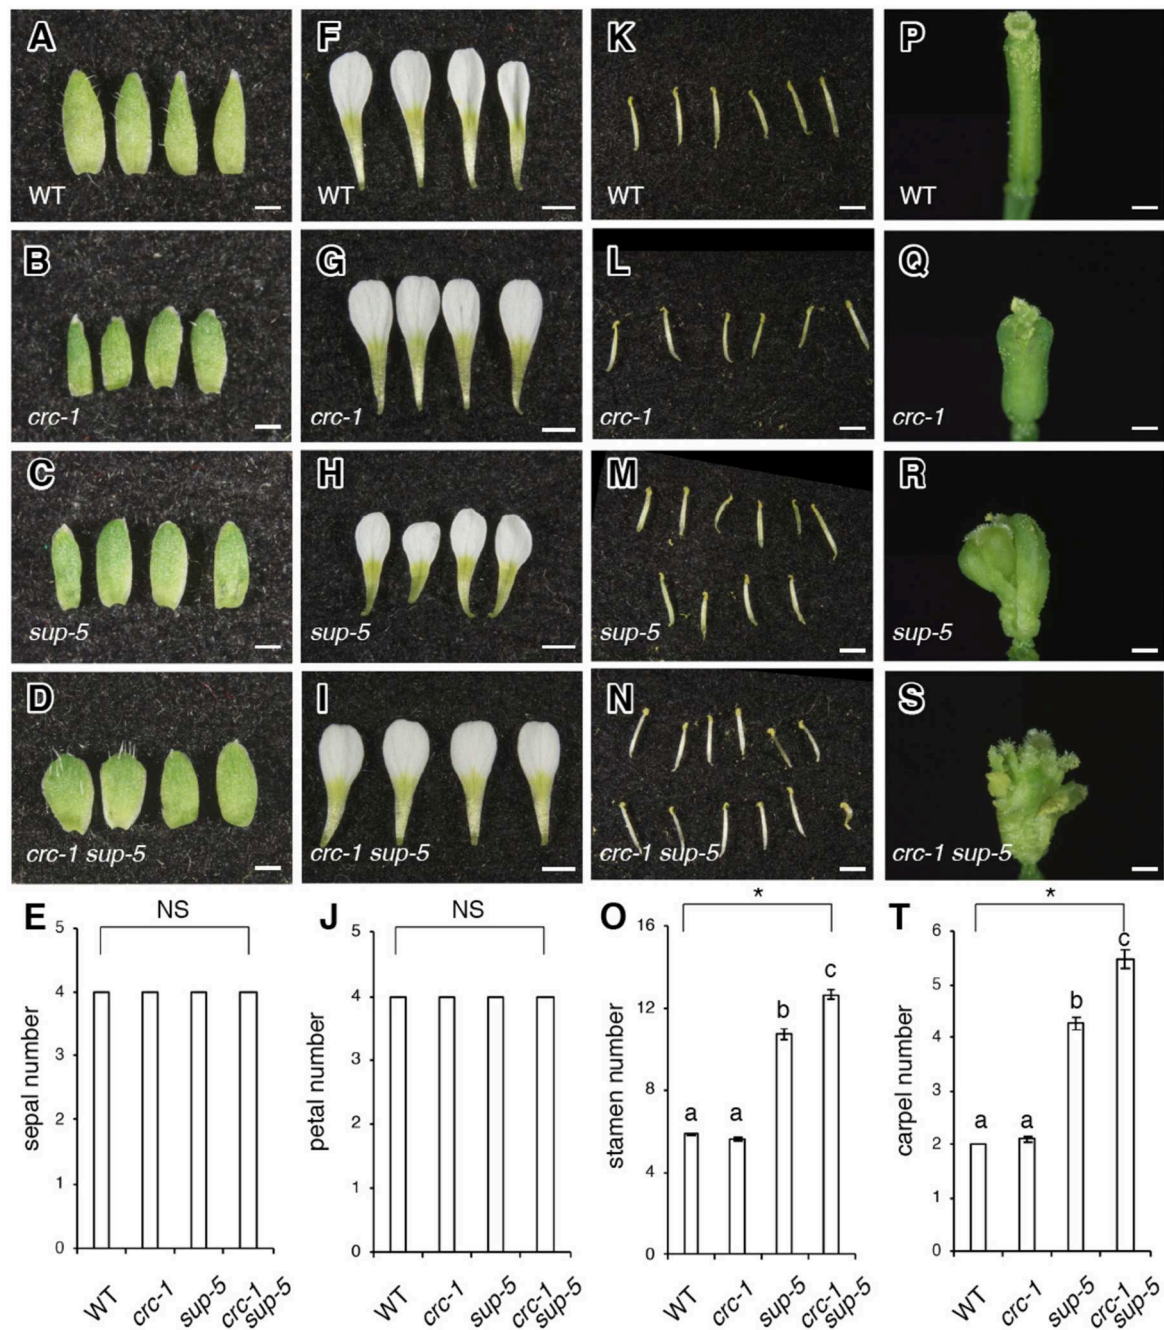 A
WT
F
WT
K
WT
P
WT
B
crc-1
G
crc-1
L
crc-1
Q
crc-1
C
sup-5
H
sup-5
M
sup-5
R
sup-5
D
crc-1 sup-5
I
crc-1 sup-5
N
crc-1 sup-5
S
crc-1 sup-5
E
NS
sepal number
5
4
3
2
1
0
WT
crc-1
sup-5
crc-1
sup-5
J
NS
petal number
5
4
3
2
1
0
WT
crc-1
sup-5
crc-1
sup-5
O
*
stamen number
16
12
8
4
0
a
a
b
c
WT
crc-1
sup-5
crc-1
sup-5
T
*
carpel number
6
5
4
3
2
1
0
a
a
b
c
WT
crc-1
sup-5
crc-1
sup-5